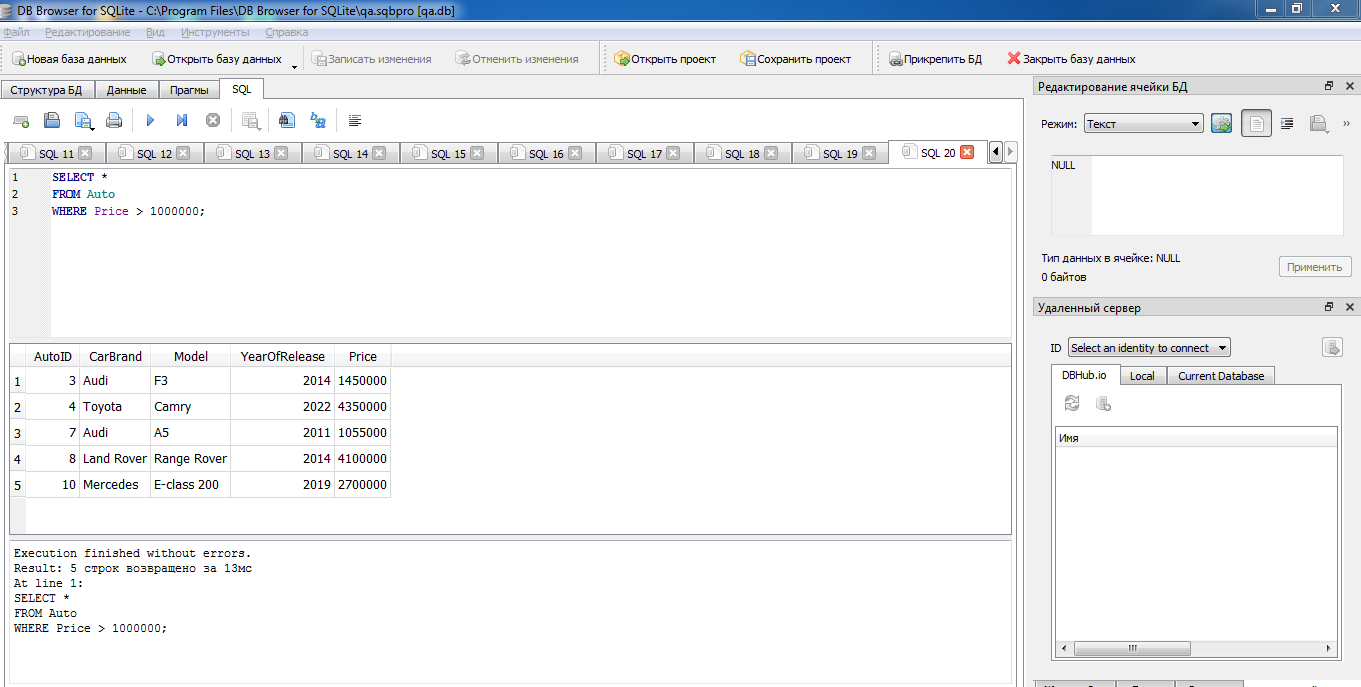 DB Browser for SQLite - C:\Program Files\DB Browser for SQLite\qa.sqbpro [qa.db]
Файл Редактирование Вид Инструменты Справка
Новая база данных Открыть базу данных Записать изменения Отменить изменения Открыть проект Сохранить проект Прикрепить БД Закрыть базу данных
Структура БД Данные Прагмы SQL
SQL 11 SQL 12 SQL 13 SQL 14 SQL 15 SQL 16 SQL 17 SQL 18 SQL 19 SQL 20
1 SELECT *
2 FROM Auto
3 WHERE Price > 1000000;
AutoID CarBrand Model YearOfRelease Price
1 3 Audi F3 2014 1450000
2 4 Toyota Camry 2022 4350000
3 7 Audi A5 2011 1055000
4 8 Land Rover Range Rover 2014 4100000
5 10 Mercedes E-class 200 2019 2700000
Execution finished without errors.
Result: 5 строк возвращено за 13мс
At line 1:
SELECT *
FROM Auto
WHERE Price > 1000000;
Редактирование ячейки БД
Режим: Текст
NULL
Тип данных в ячейке: NULL
0 байтов
Применить
Удаленный сервер
ID Select an identity to connect
DBHub.io Local Current Database
Имя